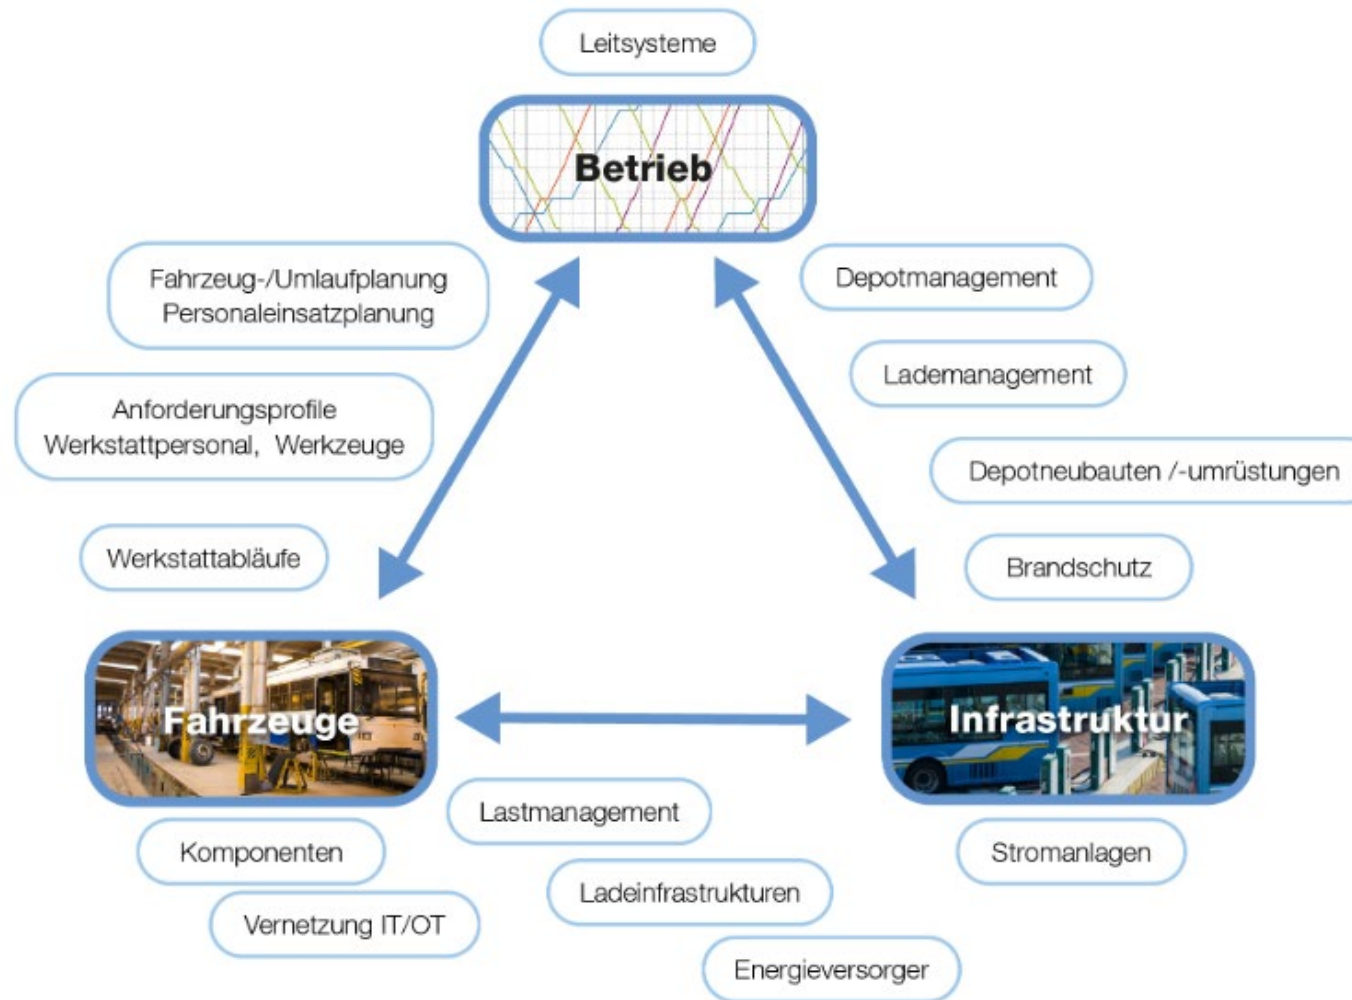 Leitsysteme
Betrieb
Fahrzeug-/Umlaufplanung
Personaleinsatzplanung
Depotmanagement
Lademanagement
Anforderungsprofile
Werkstattpersonal, Werkzeuge
Depotneubauten /-umrüstungen
Werkstattabläufe
Brandschutz
Fahrzeuge
Infrastruktur
Lastmanagement
Komponenten
Stromanlagen
Ladeinfrastrukturen
Vernetzung IT/OT
Energieversorger